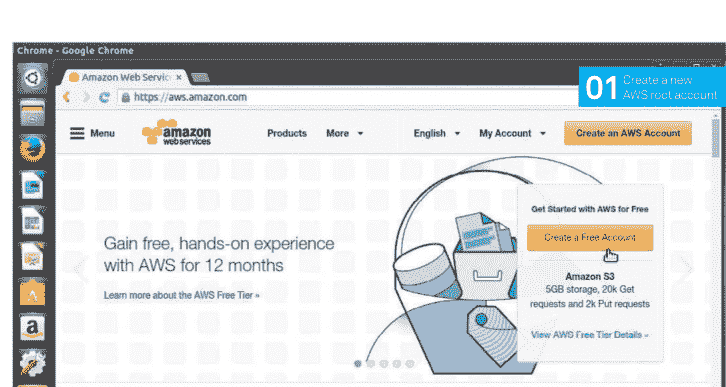 Chrome - Google Chrome
Amazon Web Servic ×
https://aws.amazon.com
01 Create a new
AWS root account
Menu
amazon
webservices
Products
More
English
My Account
Create an AWS Account
Gain free, hands-on experience
with AWS for 12 months
Learn more about the AWS Free Tier »
Get Started with AWS for Free
Create a Free Account
Amazon S3
5GB storage, 20k Get
requests and 2k Put requests
View AWS Free Tier Details »
a